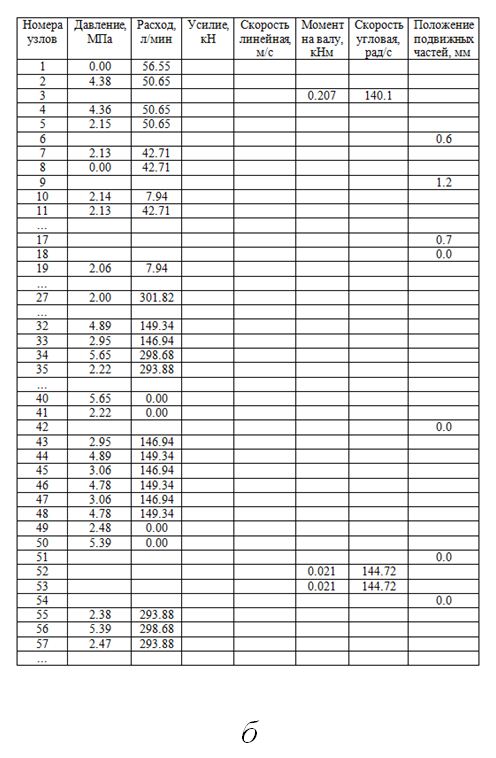 Номера узлов Давление, МПа Расход, л/мин Усилие, кН Скорость линейная, м/с Момент на валу, кНм Скорость угловая, рад/с Положение подвижных частей, мм
1 0.00 56.55
2 4.38 50.65
3 0.207 140.1
4 4.36 50.65
5 2.15 50.65
6 0.6
7 2.13 42.71
8 0.00 42.71
9 1.2
10 2.14 7.94
11 2.13 42.71
...
17 0.7
18 0.0
19 2.06 7.94
...
27 2.00 301.82
...
32 4.89 149.34
33 2.95 146.94
34 5.65 298.68
35 2.22 293.88
...
40 5.65 0.00
41 2.22 0.00
42 0.0
43 2.95 146.94
44 4.89 149.34
45 3.06 146.94
46 4.78 149.34
47 3.06 146.94
48 4.78 149.34
49 2.48 0.00
50 5.39 0.00
51 0.0
52 0.021 144.72
53 0.021 144.72
54 0.0
55 2.38 293.88
56 5.39 298.68
57 2.47 293.88
...
б